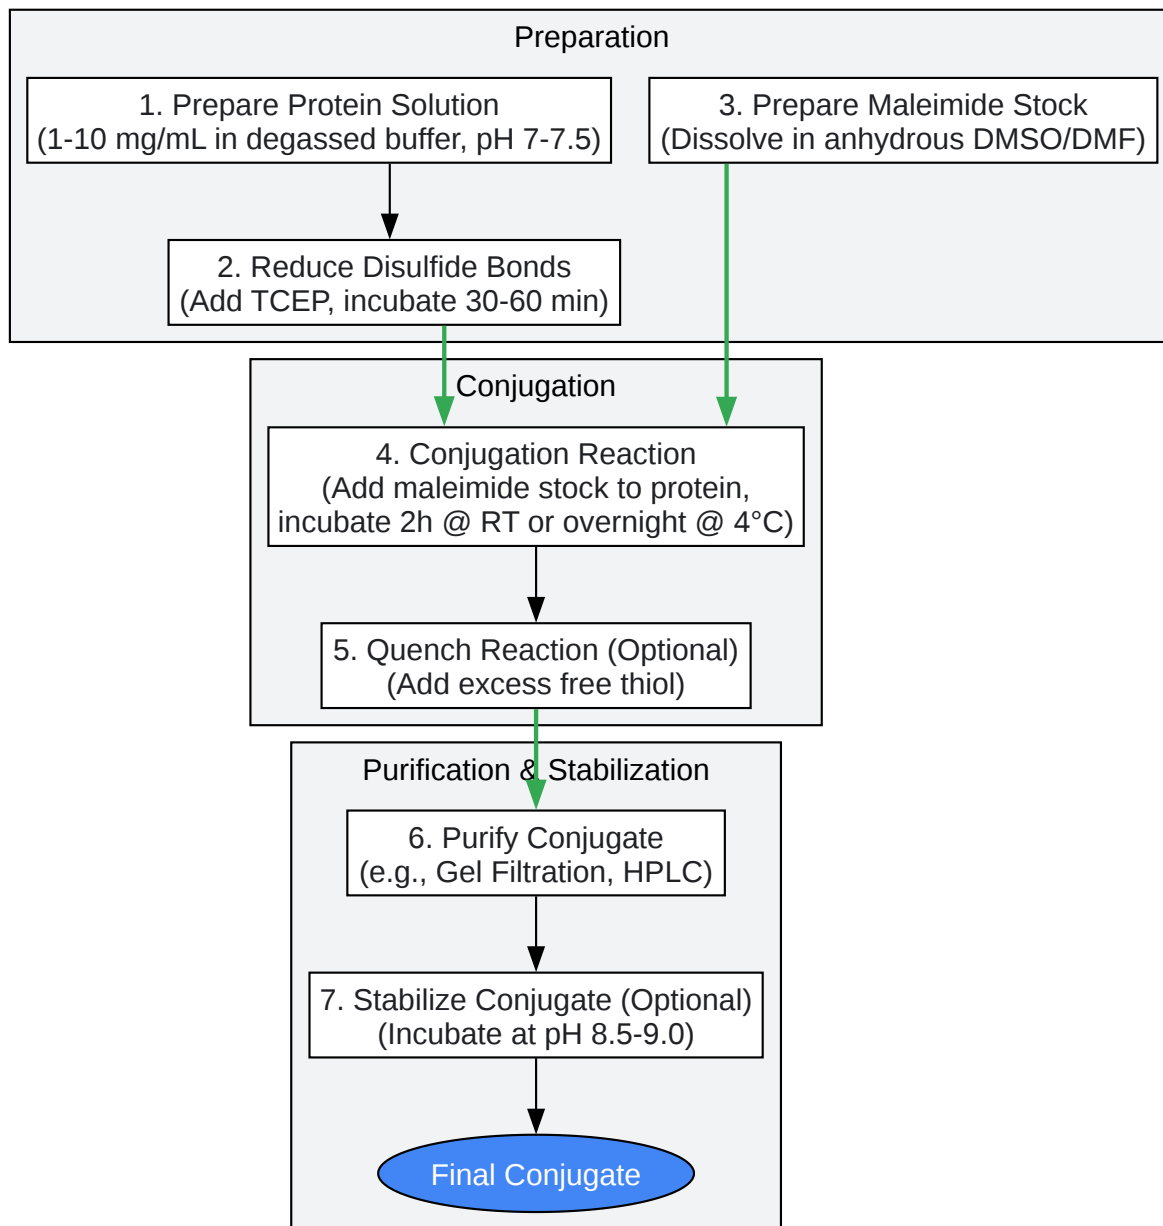 Preparation
1. Prepare Protein Solution
(1-10 mg/mL in degassed buffer, pH 7-7.5)
3. Prepare Maleimide Stock
(Dissolve in anhydrous DMSO/DMF)
2. Reduce Disulfide Bonds
(Add TCEP, incubate 30-60 min)
Conjugation
4. Conjugation Reaction
(Add maleimide stock to protein,
incubate 2h @ RT or overnight @ 4°C)
5. Quench Reaction (Optional)
(Add excess free thiol)
Purification & Stabilization
6. Purify Conjugate
(e.g., Gel Filtration, HPLC)
7. Stabilize Conjugate (Optional)
(Incubate at pH 8.5-9.0)
Final Conjugate